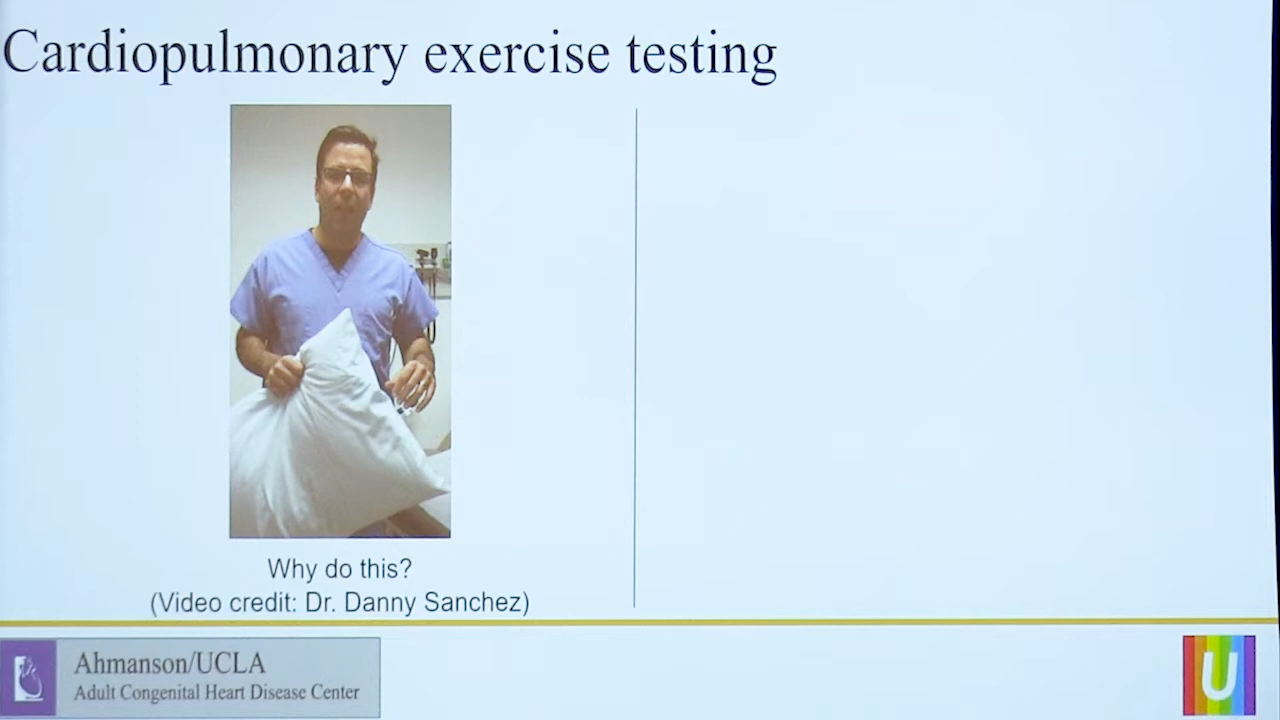 Cardiopulmonary exercise testing
Why do this?
(Video credit: Dr. Danny Sanchez)
Ahmanson/UCLA
Adult Congenital Heart Disease Center
U